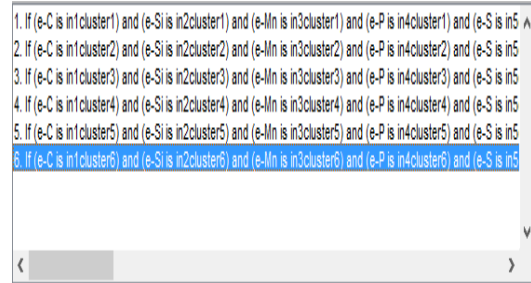 1. If (e-C is in1cluster1) and (e-Si is in2cluster1) and (e-Mn is in3cluster1) and (e-P is in4cluster1) and (e-S is in5
2. If (e-C is in1cluster2) and (e-Si is in2cluster2) and (e-Mn is in3cluster2) and (e-P is in4cluster2) and (e-S is in5
3. If (e-C is in1cluster3) and (e-Si is in2cluster3) and (e-Mn is in3cluster3) and (e-P is in4cluster3) and (e-S is in5
4. If (e-C is in1cluster4) and (e-Si is in2cluster4) and (e-Mn is in3cluster4) and (e-P is in4cluster4) and (e-S is in5
5. If (e-C is in1cluster5) and (e-Si is in2cluster5) and (e-Mn is in3cluster5) and (e-P is in4cluster5) and (e-S is in5
6. If (e-C is in1cluster6) and (e-Si is in2cluster6) and (e-Mn is in3cluster6) and (e-P is in4cluster6) and (e-S is in5